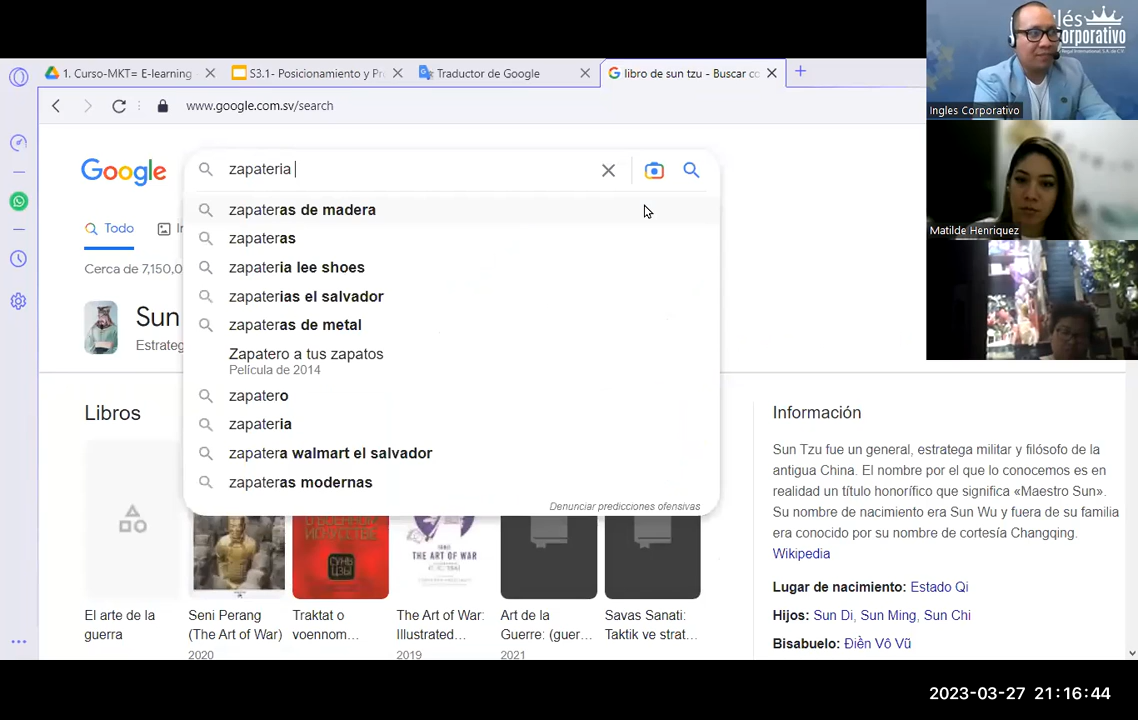 1. Curso-MKT= E-learning
S3.1- Posicionamiento y Pr
Traductor de Google
libro de sun tzu - Buscar co
www.google.com.sv/search
Google
zapateria
zapateras de madera
zapateras
zapateria lee shoes
zapaterias el salvador
zapateras de metal
Zapatero a tus zapatos
Película de 2014
zapatero
zapateria
zapatera walmart el salvador
zapateras modernas
Denunciar predicciones ofensivas
Todo
Cerca de 7,150,0
Sun
Estrateg
Libros
THE ART OF WAR
El arte de la
guerra
Seni Perang
(The Art of War)
2020
Traktat o
voennom...
The Art of War:
Illustrated...
2019
Art de la
Guerre: (guer...
2021
Savas Sanati:
Taktik ve strat...
Información
Sun Tzu fue un general, estratega militar y filósofo de la
antigua China. El nombre por el que lo conocemos es en
realidad un título honorífico que significa «Maestro Sun».
Su nombre de nacimiento era Sun Wu y fuera de su familia
era conocido por su nombre de cortesía Changqing.
Wikipedia
Lugar de nacimiento: Estado Qi
Hijos: Sun Di, Sun Ming, Sun Chi
Bisabuelo: Điền Vô Vũ
Inglés
Corporativo
Ingles Corporativo
Matilde Henriquez
2023-03-27 21:16:44